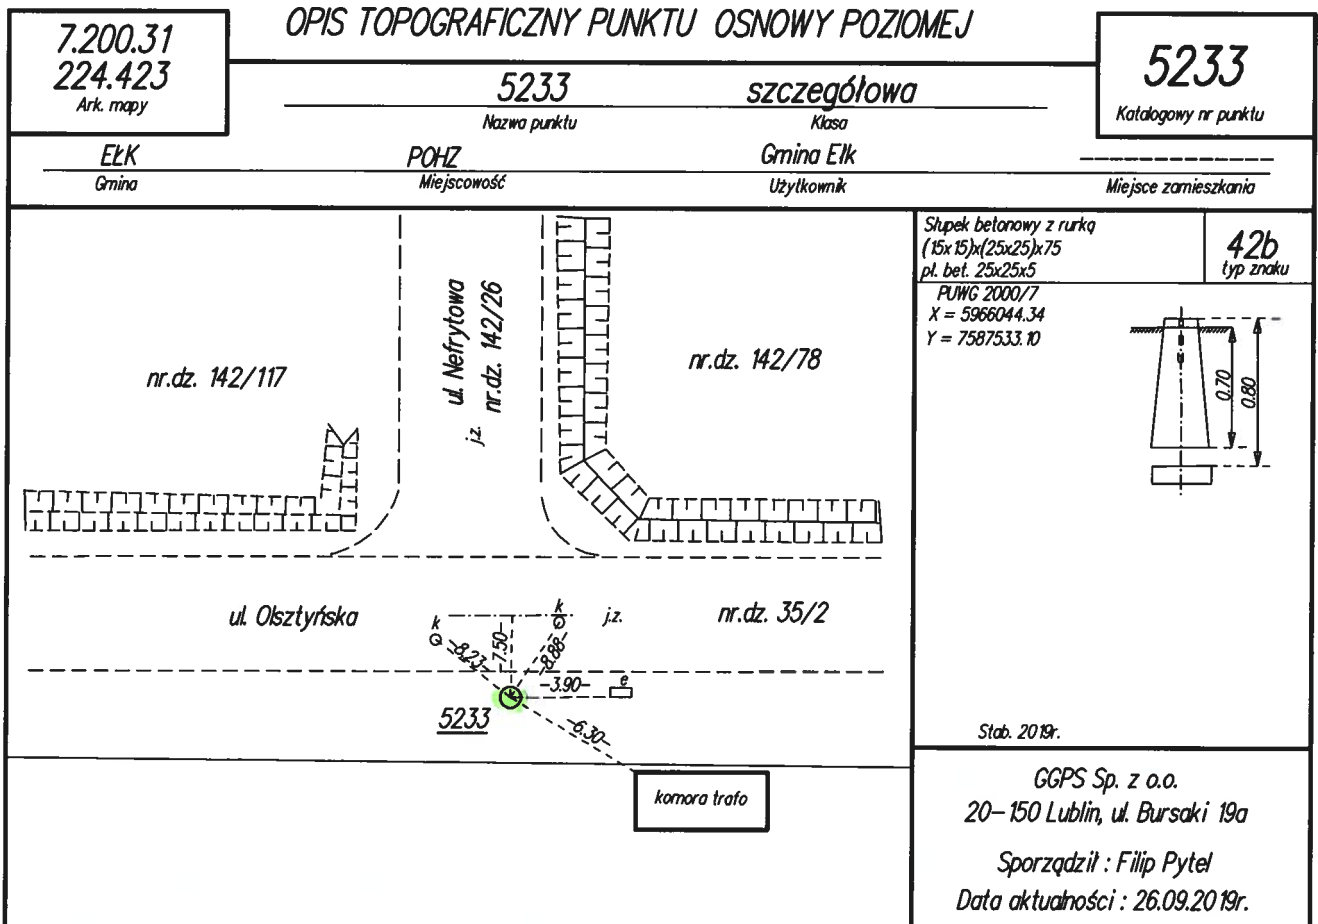 OPIS TOPOGRAFICZNY PUNKTU OSNOWY POZIOMEJ
7.200.31
224.423
Ark. mapy
5233
Nazwa punktu
szczegółowa
Klasa
5233
Katalogowy nr punktu
EŁK
Gmina
POHZ
Miejscowość
Gmina Ełk
Użytkownik
Miejsce zamieszkania
nr.dz. 142/117
ul. Nefrytowa
nr.dz. 142/26
j.z.
nr.dz. 142/78
ul. Olsztyńska
k
k
j.z.
nr.dz. 35/2
8.23
7.50
8.88
3.90
e
5233
6.30
komora trafo
Słupek betonowy z rurką
(15x15)x(25x25)x75
pł. bet. 25x25x5
42b
typ znaku
PUWG 2000/7
X = 5966044.34
Y = 7587533.10
0.70
0.80
Stab. 2019r.
GGPS Sp. z o.o.
20-150 Lublin, ul. Bursaki 19a
Sporządził : Filip Pytel
Data aktualności : 26.09.2019r.